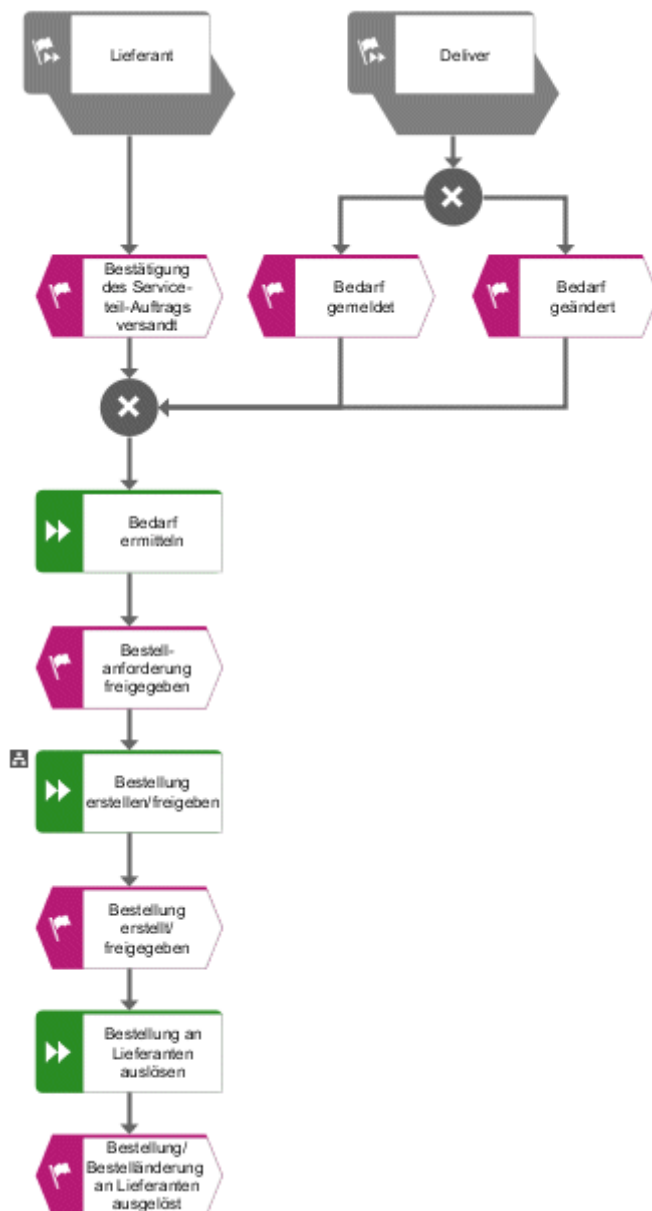 Lieferant
Deliver
Bestätigung
des Service-
teil-Auftrags
versandt
Bedarf
gemeldet
Bedarf
geändert
Bedarf
ermitteln
Bestell-
anforderung
freigegeben
Bestellung
erstellen/freigeben
Bestellung
erstellt/
freigegeben
Bestellung an
Lieferanten
auslösen
Bestellung/
Bestelländerung
an Lieferanten
ausgelöst